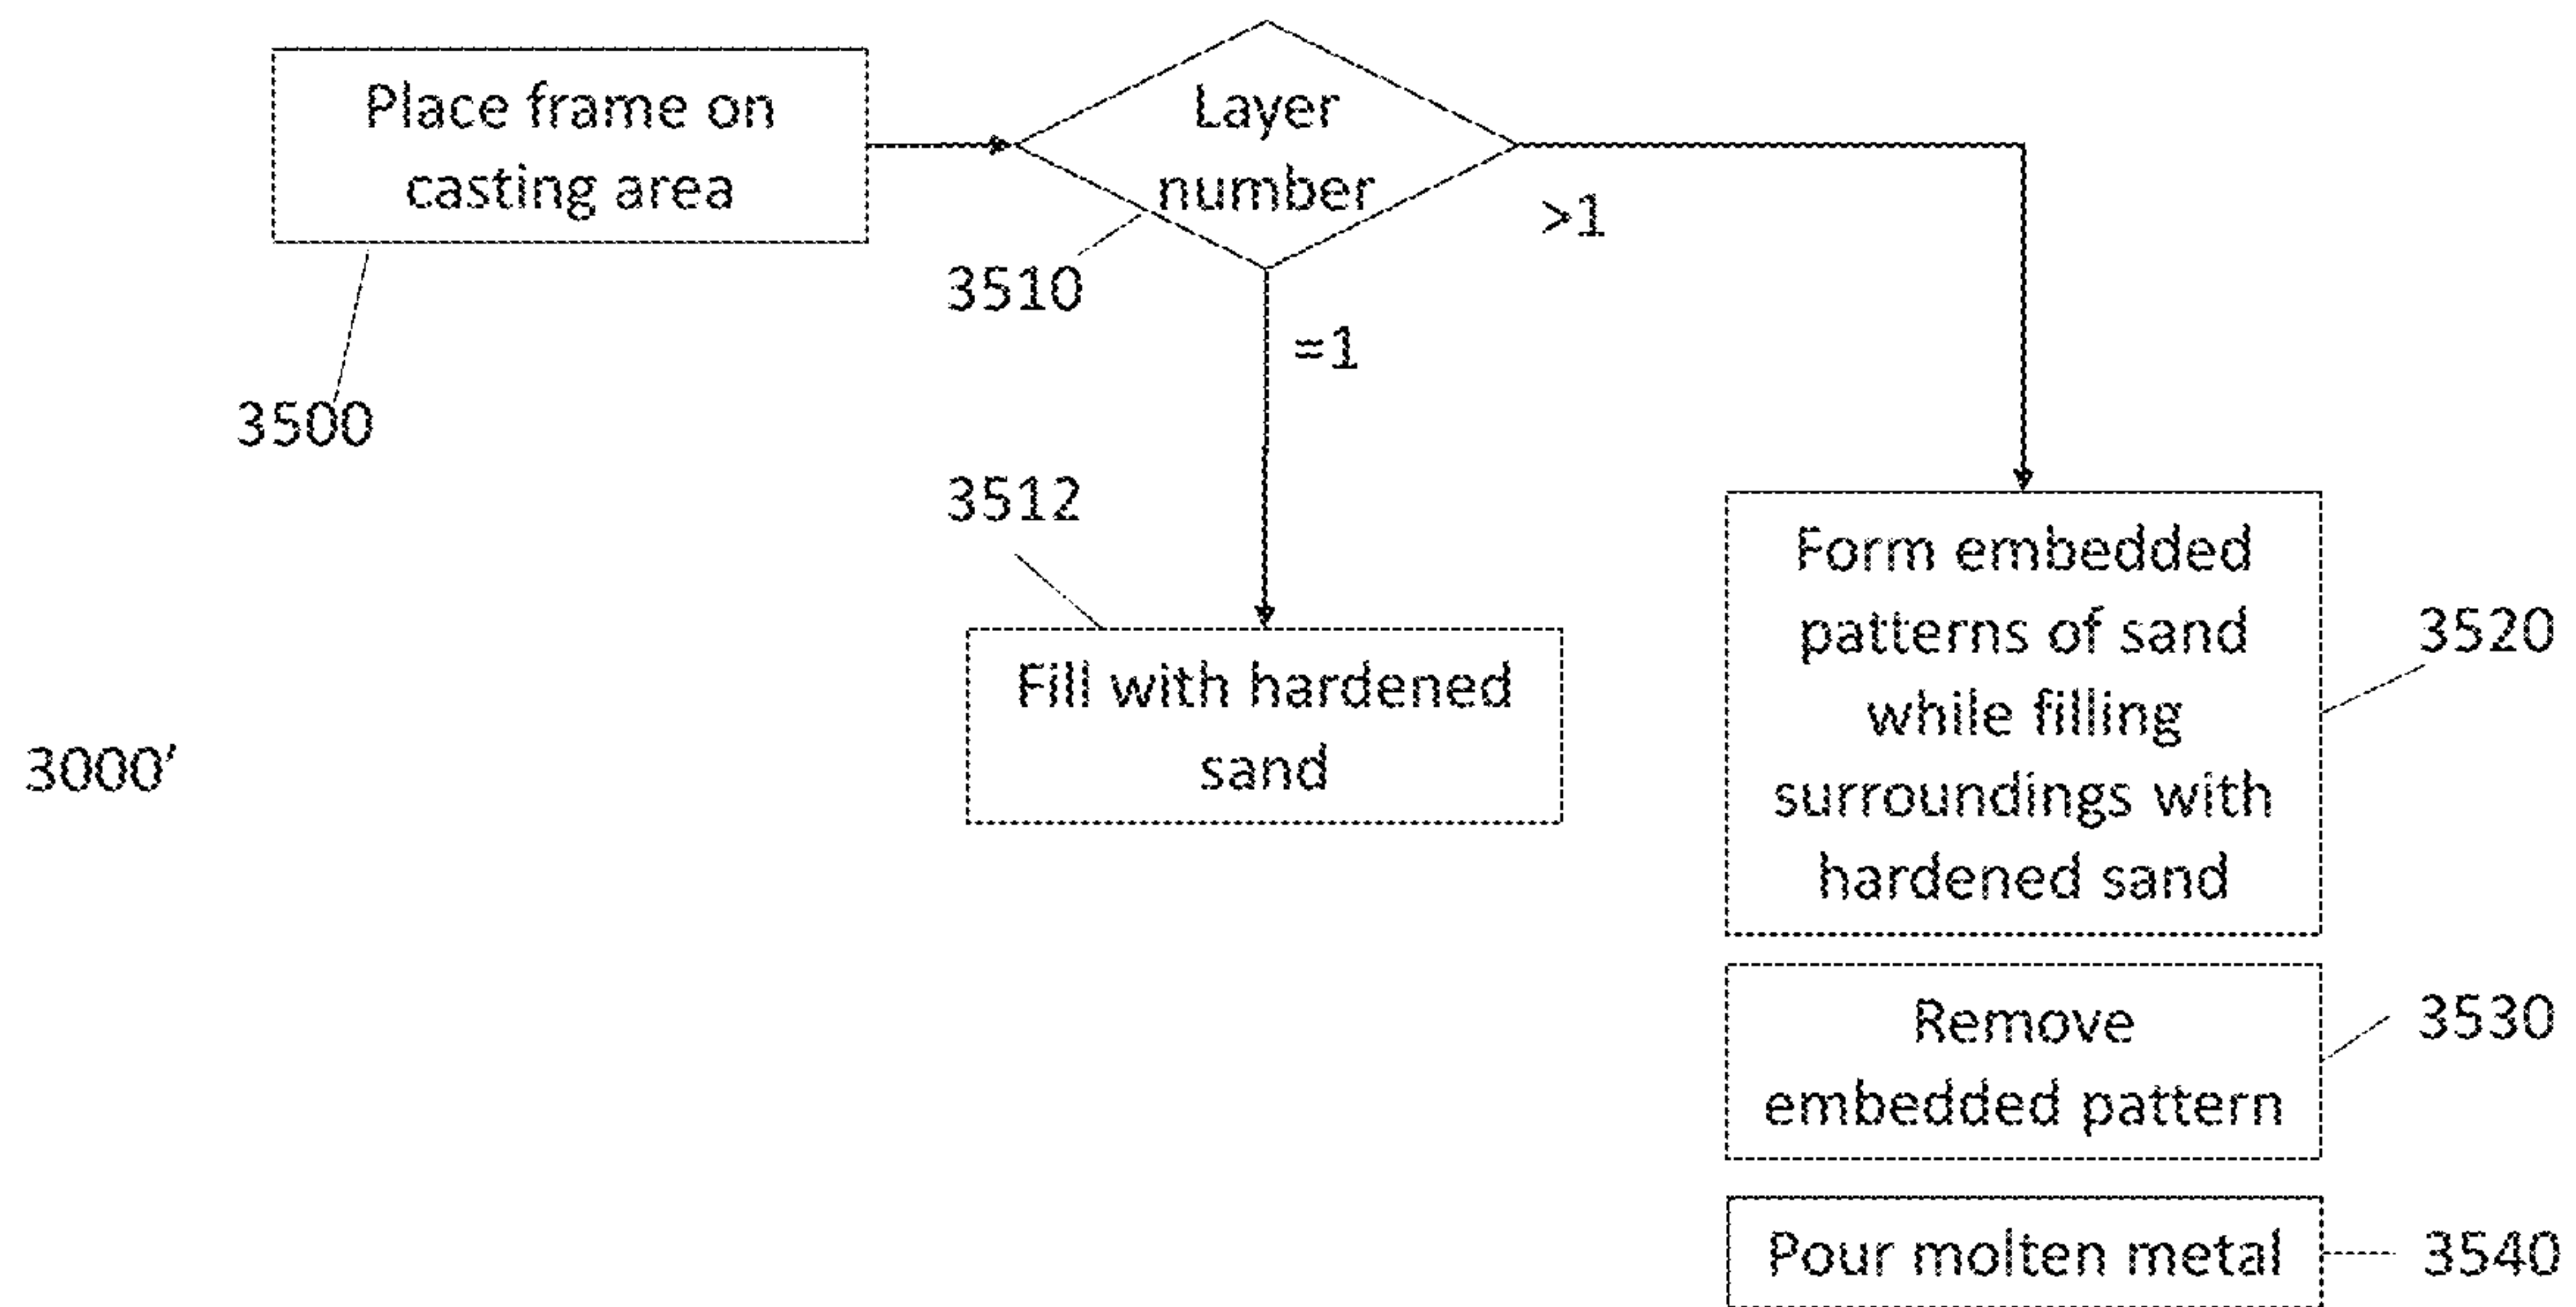 Place frame on
casting area
3500
Layer
number
3510
>1
=1
3512
Fill with hardened
sand
3000'
Form embedded
patterns of sand
while filling
surroundings with
hardened sand
3520
Remove
embedded pattern
3530
Pour molten metal
3540